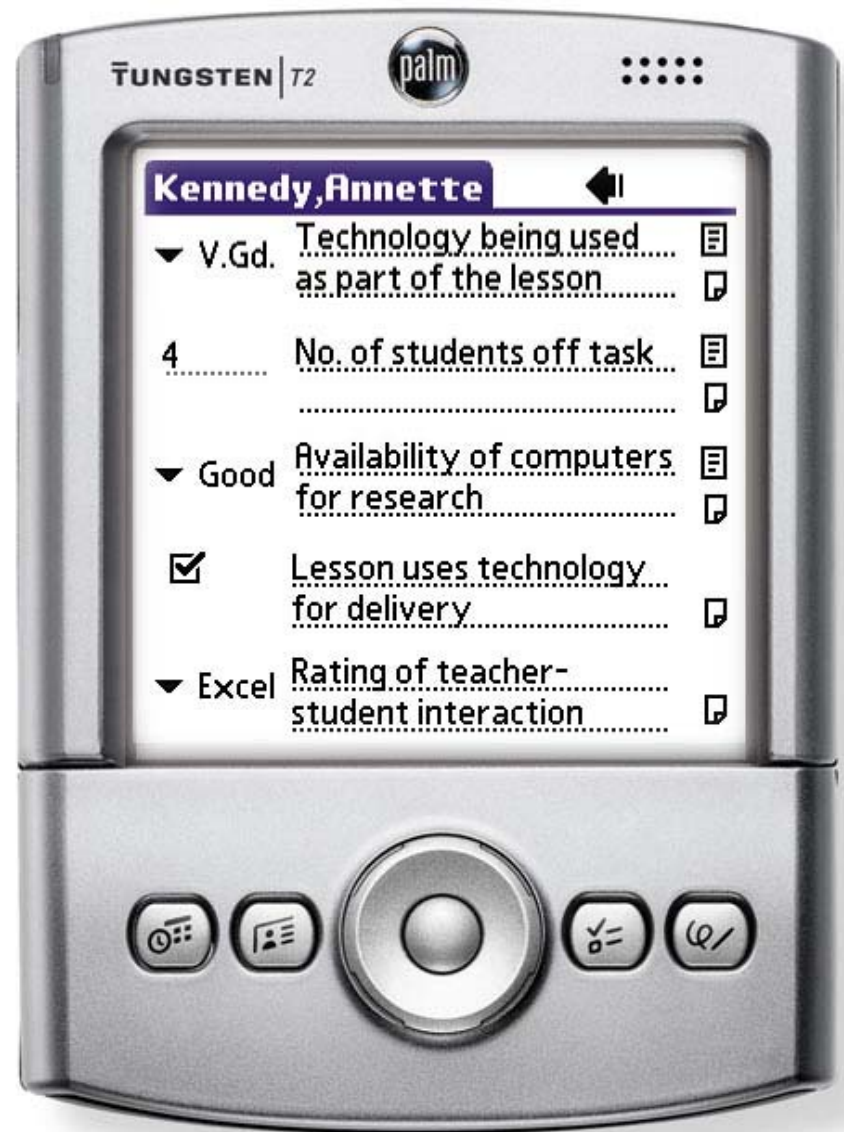 TUNGSTEN | T2
palm
Kennedy,Annette
V.Gd. Technology being used
as part of the lesson
4 No. of students off task
Good Availability of computers
for research
Lesson uses technology
for delivery
Excel Rating of teacher-
student interaction